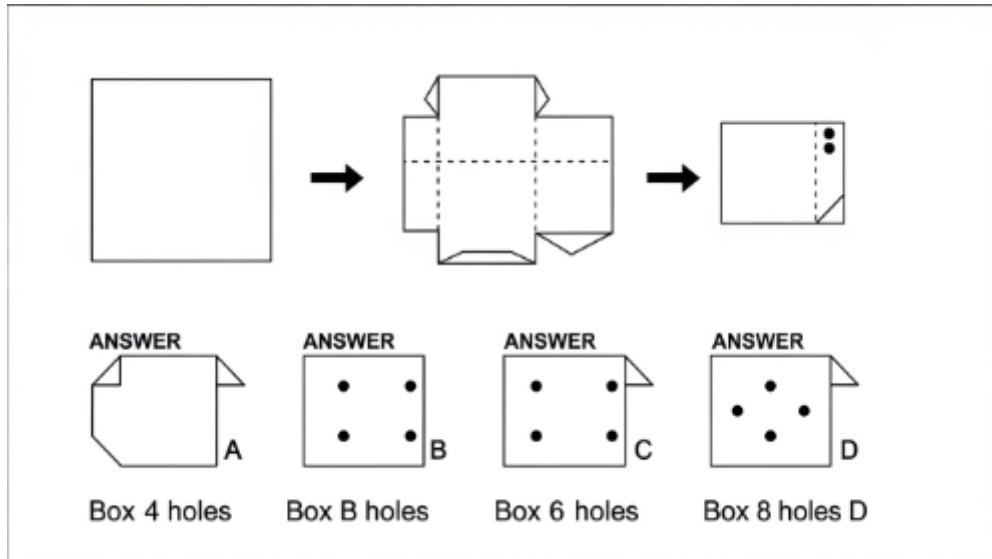 ANSWER ANSWER ANSWER ANSWER
A B C D
Box 4 holes Box B holes Box 6 holes Box 8 holes D